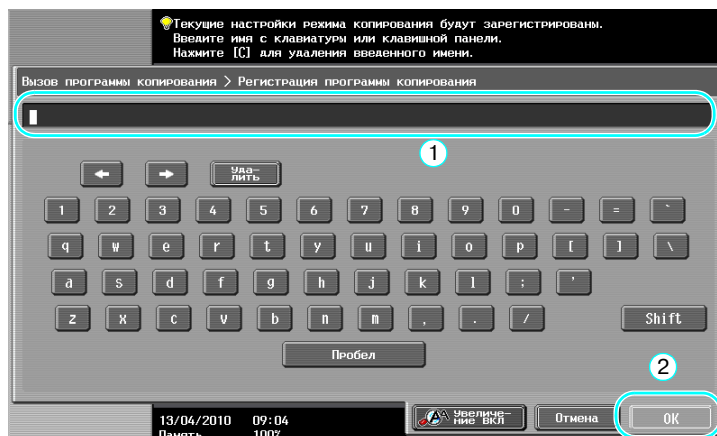 Текущие настройки режима копирования будут зарегистрированы.
Введите имя с клавиатуры или клавишной панели.
Нажмите [C] для удаления введенного имени.
Вызов программы копирования > Регистрация программы копирования
1
← → Уда-
лить
1 2 3 4 5 6 7 8 9 0 - = `
q w e r t y u i o p [ ] \
a s d f g h j k l ; '
z x c v b n m , . / Shift
Пробел
2
13/04/2010 09:04
Память 100%
Увеличе-
ние ВКЛ
Отмена
OK